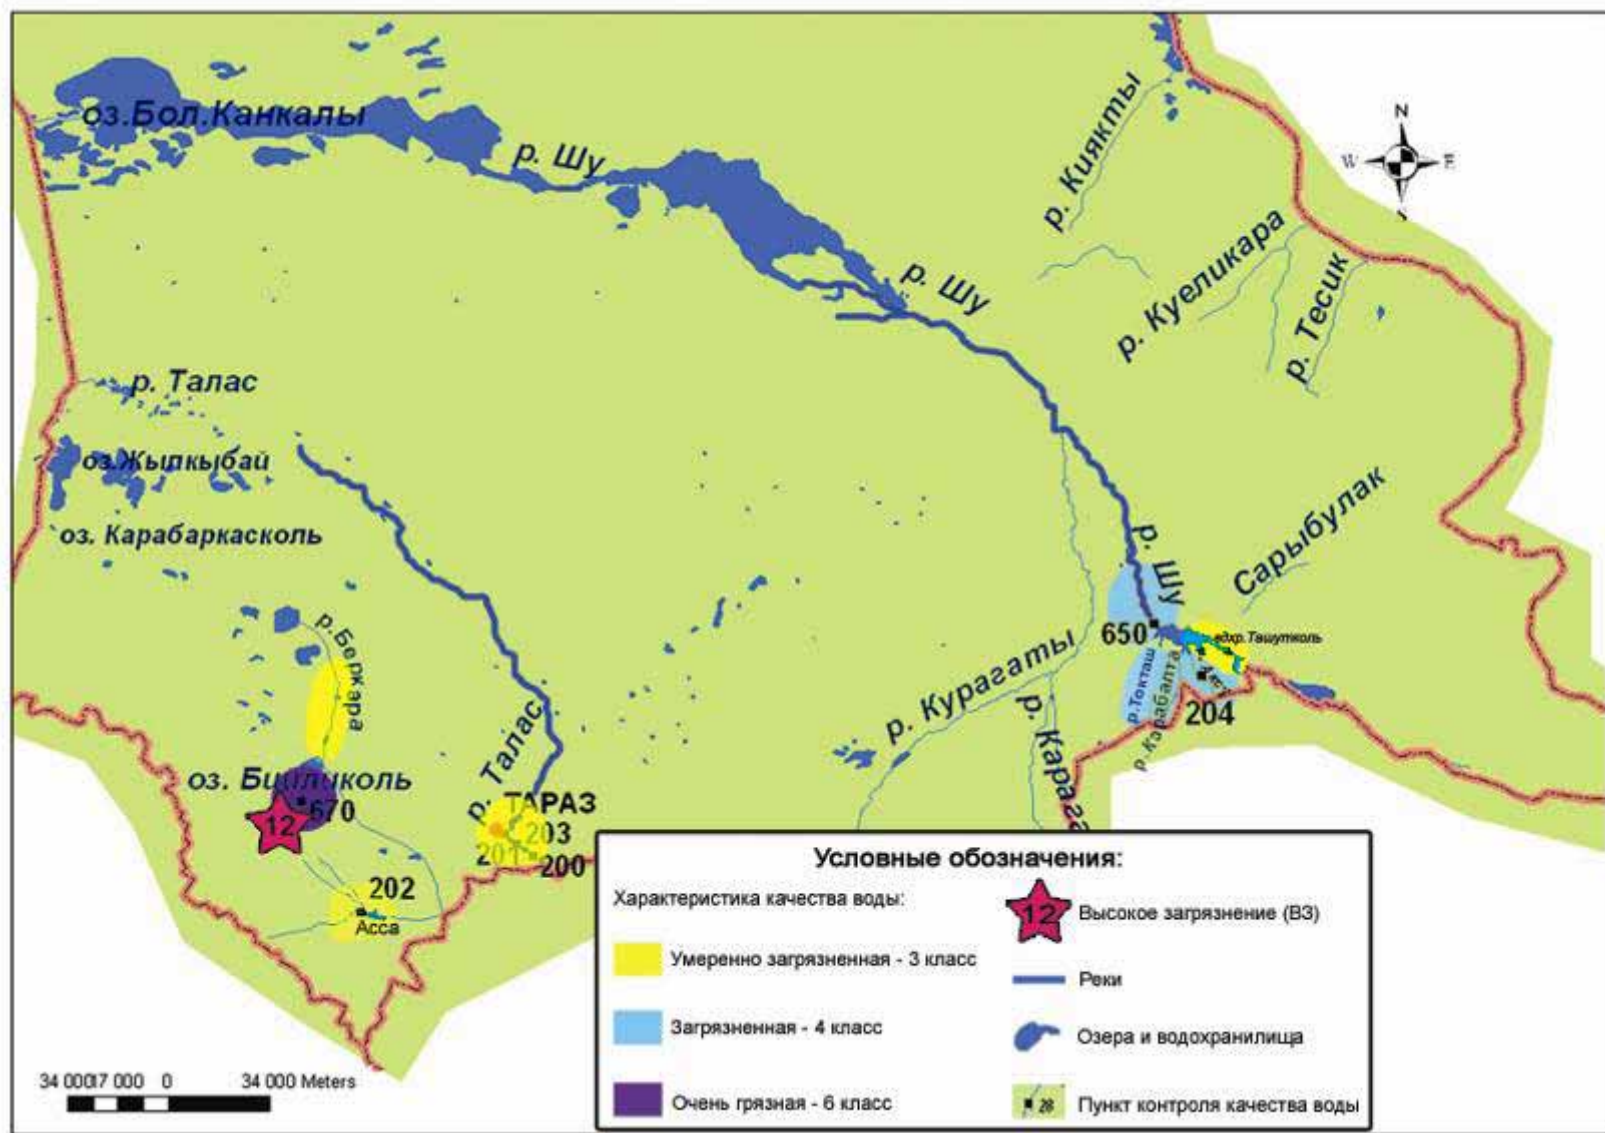 оз.Бол.Канкалы
р. Шу
р. Киякты
N
W
E
S
р. Шу
р. Куеликара
р. Тесик
р. Талас
оз.Жылкыбай
оз. Карабаркасколь
р. Шу
Сарыбулак
р.Беркара
650
вдхр.Ташутколь
р. Курагаты
р.Токташ
р. Карабалта
Аксу
204
р. Талас
оз. Бийликоль
670
12
ТАРАЗ
203
201
200
202
Асса
Условные обозначения:
Характеристика качества воды:
Умеренно загрязненная - 3 класс
Загрязненная - 4 класс
Очень грязная - 6 класс
12
Высокое загрязнение (ВЗ)
Реки
Озера и водохранилища
28
Пункт контроля качества воды
34 000 17 000 0 34 000 Meters